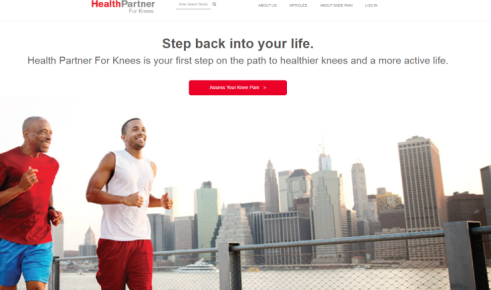 HealthPartner
For Knees
Enter Search Term(s)
ABOUT US
ARTICLES
ABOUT KNEE PAIN
LOG IN
Step back into your life.
Health Partner For Knees is your first step on the path to healthier knees and a more active life.
Assess Your Knee Pain >